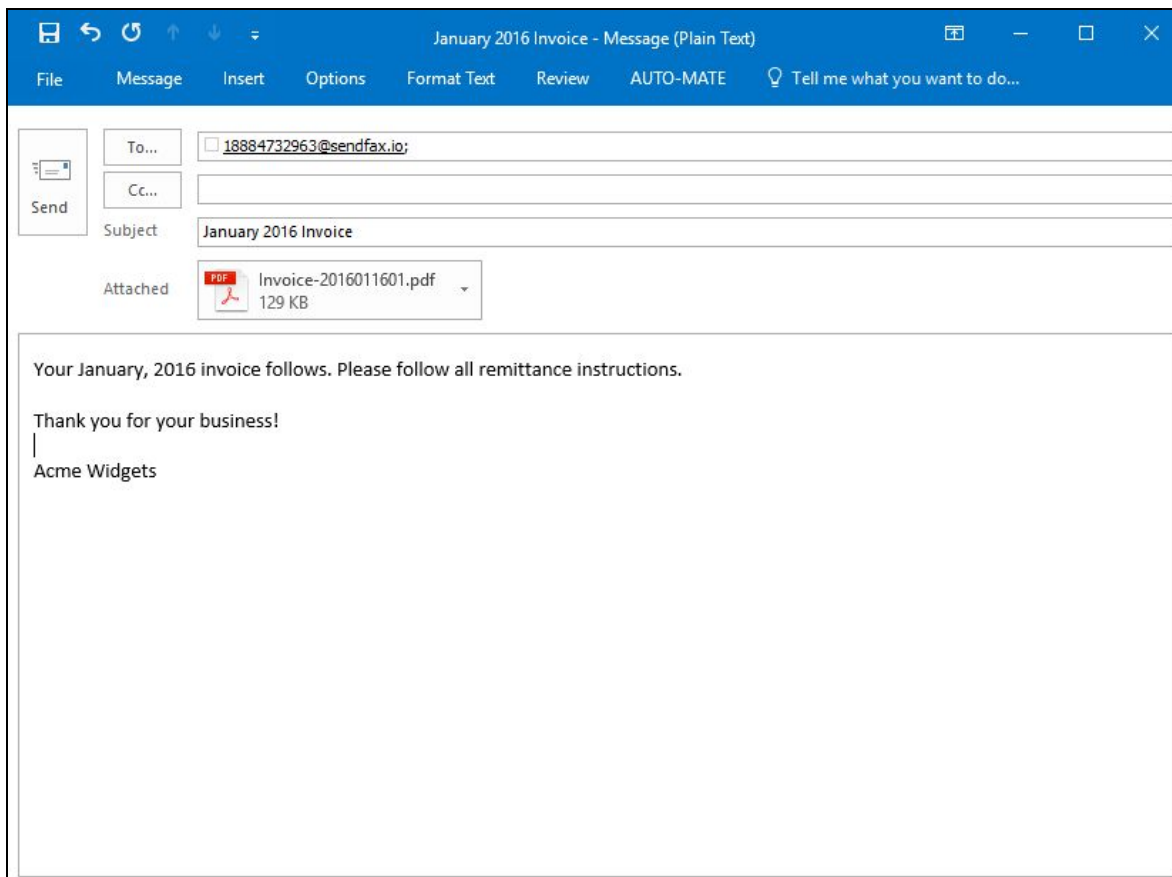 January 2016 Invoice - Message (Plain Text)
File Message Insert Options Format Text Review AUTO-MATE Tell me what you want to do...
To... 18884732963@sendfax.io;
Cc...
Send
Subject January 2016 Invoice
Attached PDF Invoice-2016011601.pdf
129 KB
Your January, 2016 invoice follows. Please follow all remittance instructions.
Thank you for your business!
Acme Widgets